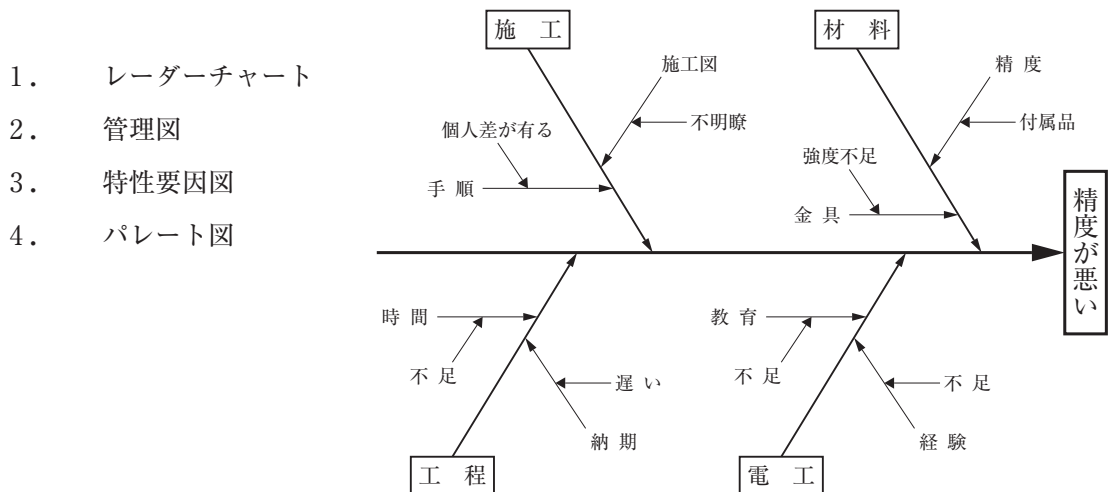 1. レーダーチャート
2. 管理図
3. 特性要因図
4. パレート図
施 工
材 料
施工図
不明瞭
個人差が有る
手 順
精 度
付属品
強度不足
金 具
精度が悪い
時 間
不 足
遅 い
納 期
工 程
教 育
不 足
不 足
経 験
電 工